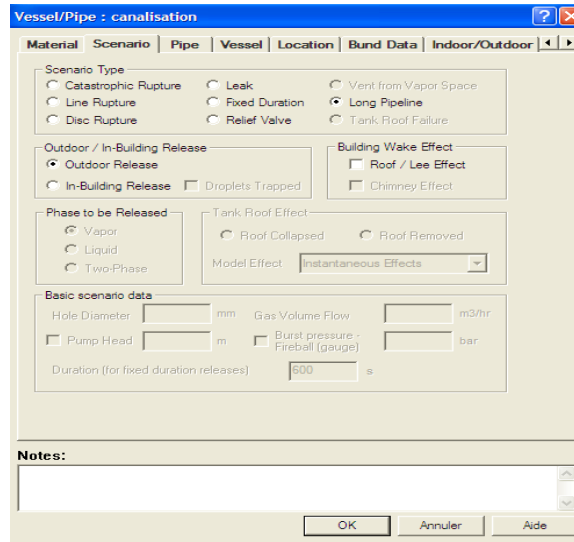 Vessel/Pipe : canalisation
Material Scenario Pipe Vessel Location Bund Data Indoor/Outdoor
Scenario Type
Catastrophic Rupture Leak Vent from Vapor Space
Line Rupture Fixed Duration Long Pipeline
Disc Rupture Relief Valve Tank Roof Failure
Outdoor / In-Building Release Building Wake Effect
Outdoor Release Roof / Lee Effect
In-Building Release Droplets Trapped Chimney Effect
Phase to be Released Tank Roof Effect
Vapor Roof Collapsed Roof Removed
Liquid
Two-Phase Model Effect Instantaneous Effects
Basic scenario data
Hole Diameter mm Gas Volume Flow m3/hr
Pump Head m Burst pressure - Fireball (gauge) bar
Duration (for fixed duration releases) 600 s
Notes:
OK Annuler Aide